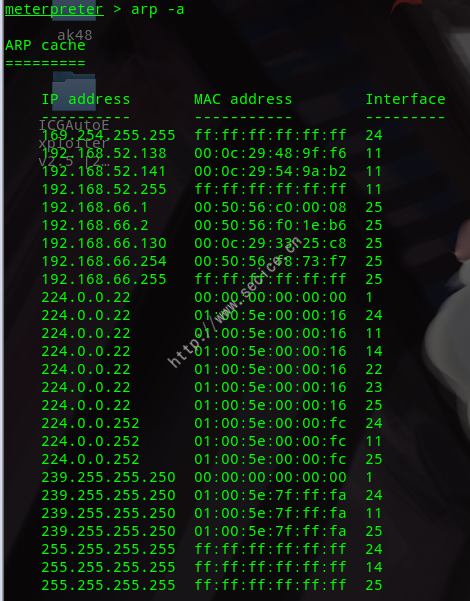 meterpreter > arp -a
ak48
ARP cache
=========
IP address MAC address Interface
---------- ----------- ---------
ICGAutoE
xploiter
169.254.255.255 ff:ff:ff:ff:ff:ff 24
192.168.52.138 00:0c:29:48:9f:f6 11
192.168.52.141 00:0c:29:54:9a:b2 11
192.168.52.255 ff:ff:ff:ff:ff:ff 11
192.168.66.1 00:50:56:c0:00:08 25
192.168.66.2 00:50:56:f0:1e:b6 25
192.168.66.130 00:0c:29:33:25:c8 25
192.168.66.254 00:50:56:f8:73:f7 25
192.168.66.255 ff:ff:ff:ff:ff:ff 25
224.0.0.22 00:00:00:00:00:00 1
224.0.0.22 01:00:5e:00:00:16 24
224.0.0.22 01:00:5e:00:00:16 11
224.0.0.22 01:00:5e:00:00:16 14
224.0.0.22 01:00:5e:00:00:16 22
224.0.0.22 01:00:5e:00:00:16 23
224.0.0.22 01:00:5e:00:00:16 25
224.0.0.252 01:00:5e:00:00:fc 24
224.0.0.252 01:00:5e:00:00:fc 11
224.0.0.252 01:00:5e:00:00:fc 25
239.255.255.250 00:00:00:00:00:00 1
239.255.255.250 01:00:5e:7f:ff:fa 24
239.255.255.250 01:00:5e:7f:ff:fa 11
239.255.255.250 01:00:5e:7f:ff:fa 25
255.255.255.255 ff:ff:ff:ff:ff:ff 24
255.255.255.255 ff:ff:ff:ff:ff:ff 14
255.255.255.255 ff:ff:ff:ff:ff:ff 25
http://www.secice.cn